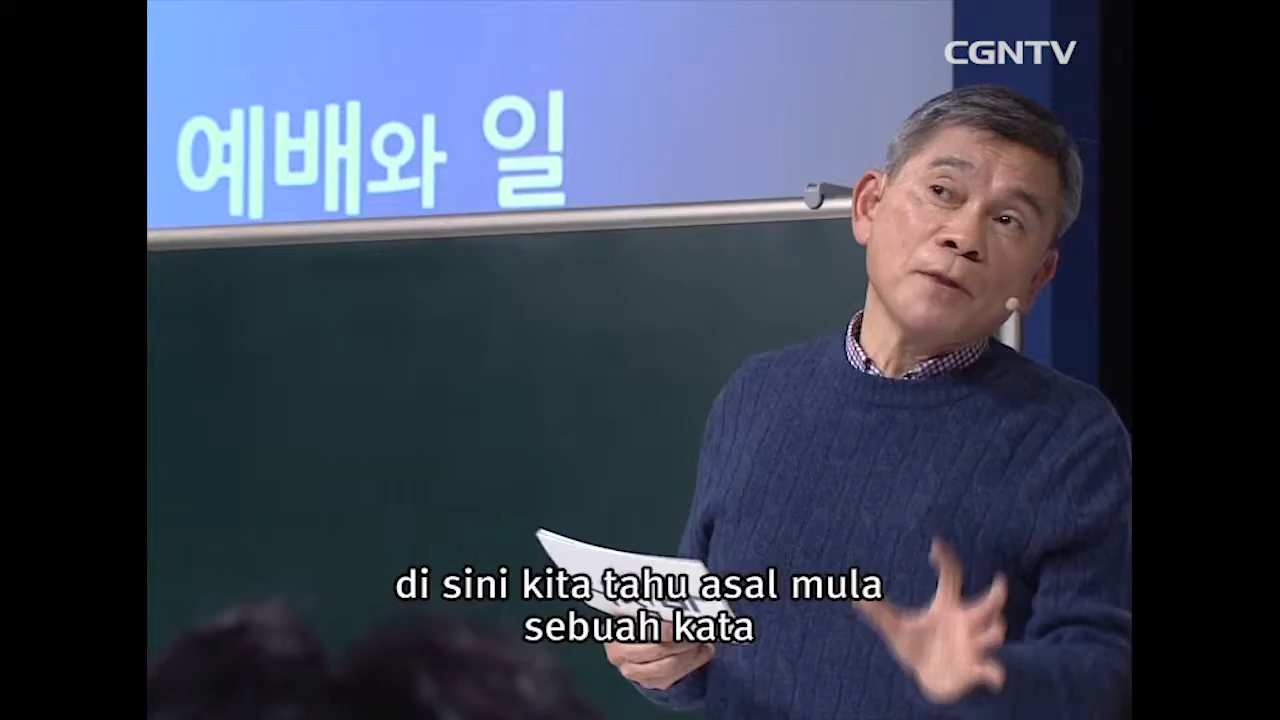 CGNTV
예배와 일
di sini kita tahu asal mula
sebuah kata